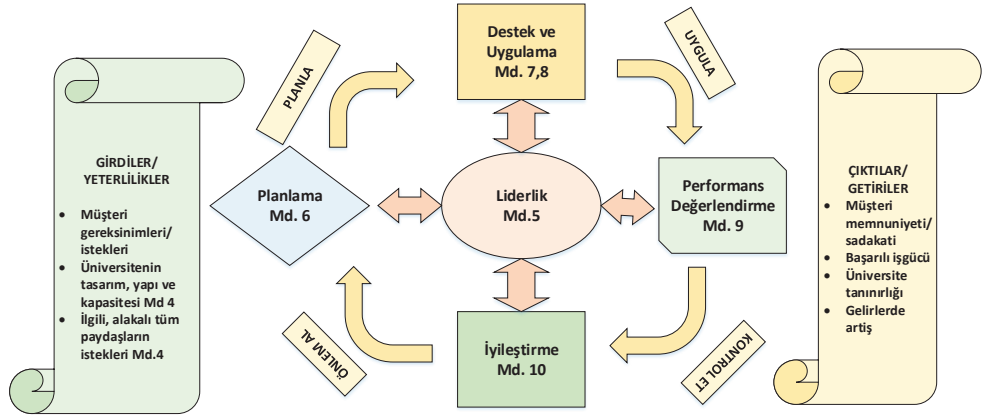 GİRDİLER/
YETERLİLİKLER
• Müşteri
gereksinimleri/
istekleri
• Üniversitenin
tasarım, yapı ve
kapasitesi Md 4
• İlgili, alakalı tüm
paydaşların
istekleri Md.4
PLANLA
Destek ve
Uygulama
Md. 7,8
UYGULA
Planlama
Md. 6
Liderlik
Md.5
Performans
Değerlendirme
Md. 9
ÖNLEM AL
İyileştirme
Md. 10
KONTROL ET
ÇIKTILAR/
GETİRİLER
• Müşteri
memnuniyeti/
sadakati
• Başarılı işgücü
• Üniversite
tanınırlığı
• Gelirlerde
artiş